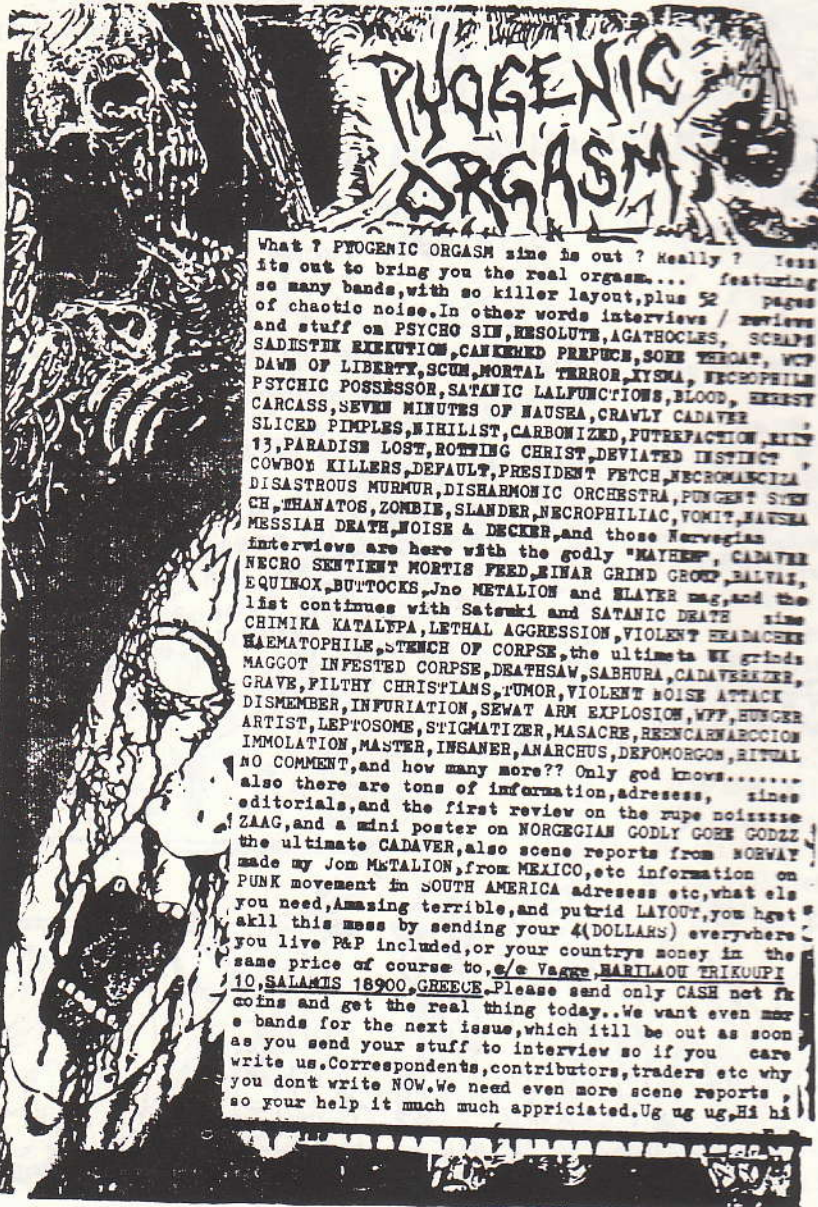 PYOGENIC
ORGASM
What ? PYOGENIC ORGASM zine is out ? Really ? Yess
its out to bring you the real orgasm.... featuring
so many bands,with so killer layout,plus 52 pages
of chaotic noise.In other words interviews / reviews
and stuff on PSYCHO SIN,RESOLUTE,AGATHOCLES, SCRAPS
SADISTIK EXEKUTION,CANKERED PREPUCE,SORE THROAT, WCF
DAWN OF LIBERTY,SCUM,MORTAL TERROR,XYSMA, NECROPHILE
PSYCHIC POSSESSOR,SATANIC LALFUNCTIONS,BLOOD, HERESY
CARCASS,SEVEN MINUTES OF NAUSEA,CRAWLY CADAVER ,
SLICED PIMPLES,NIHILIST,CARBONIZED,PUTREFACTION,
13,PARADISE LOST,ROTTING CHRIST,DEVIATED INSTINCT ,
COWBOY KILLERS,DEFAULT,PRESIDENT FETCH,
DISASTROUS MURMUR,DISHARMONIC ORCHESTRA,PUNGENT STEN
CH,THANATOS,ZOMBIE,SLANDER,NECROPHILIAC,VOMIT,NAUSEA
MESSIAH DEATH,NOISE & DECKER,and those Norwegian
interviews are here with the godly "MAYHEM", CADAVER
NECRO SENTIENT MORTIS FEED,EINAR GRIND GROUP,BALVAZ,
EQUINOX,BUTTOCKS,Jno METALION and SLAYER mag,and the
list continues with Satsuki and SATANIC DEATH zine
CHIMIKA KATALYPA,LETHAL AGGRESSION,VIOLENT HEADACHE
HAEMATOPHILE,STENCH OF CORPSE,the ultimeta UK grinds
MAGGOT INFESTED CORPSE,DEATHSAW,SABHURA,CADAVERIZER,
GRAVE,FILTHY CHRISTIANS,TUMOR,VIOLENT NOISE ATTACK
DISMEMBER,INFURIATION,SEWAT ARM EXPLOSION,WFF,HUNGER
ARTIST,LEPTOSOME,STIGMATIZER,MASACRE,REENCARNARCCION
IMMOLATION,MASTER,INSANER,ANARCHUS,DEFOMORGON,RITUAL
NO COMMENT,and how many more?? Only god knows.......
also there are tons of information,adresess, zines
editorials,and the first review on the rupe noizzzze
ZAAG,and a mini poster on NORGEGIAN GODLY GORE GODZZ
the ultimate CADAVER,also scene reports from NORWAY
made my Jom METALION,from MEXICO,etc information on
PUNK movement in SOUTH AMERICA adresess etc,what els
you need,Amazing terrible,and putrid LAYOUT,you hget
akll this mess by sending your 4(DOLLARS) everywhere
you live P&P included,or your countrys money in the
same price of course to,c/o Vagge,HARILAOU TRIKOUPI
10,SALAMIS 18900,GREECE.Please send only CASH not fk
coins and get the real thing today..We want even mor
e bands for the next issue,which itll be out as soon
as you send your stuff to interview so if you care
write us.Correspondents,contributors,traders etc why
you dont write NOW.We need even more scene reports ,
so your help it much much appriciated.Ug ug ug,Hi hi